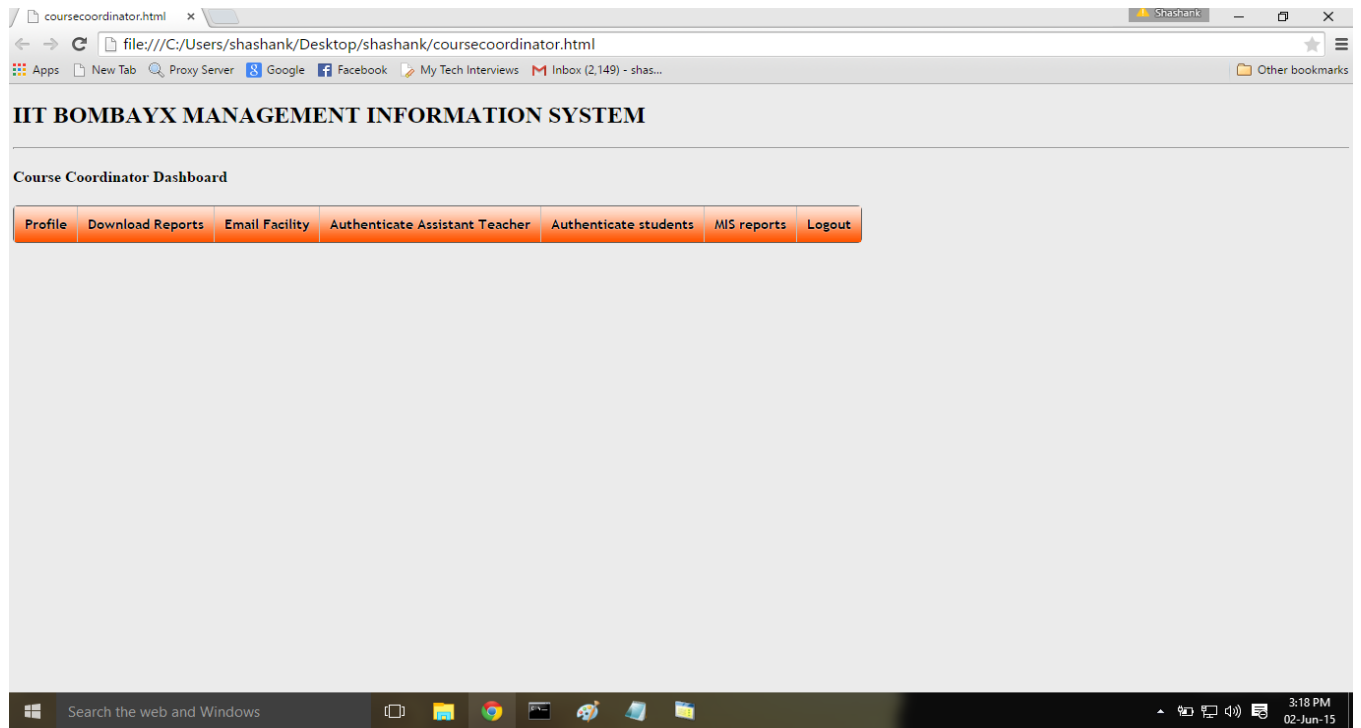 coursecoordinator.html
Shashank
file:///C:/Users/shashank/Desktop/shashank/coursecoordinator.html
Apps New Tab Proxy Server Google Facebook My Tech Interviews Inbox (2,149) - shas... Other bookmarks
IIT BOMBAYX MANAGEMENT INFORMATION SYSTEM
Course Coordinator Dashboard
Profile Download Reports Email Facility Authenticate Assistant Teacher Authenticate students MIS reports Logout
Search the web and Windows
3:18 PM
02-Jun-15